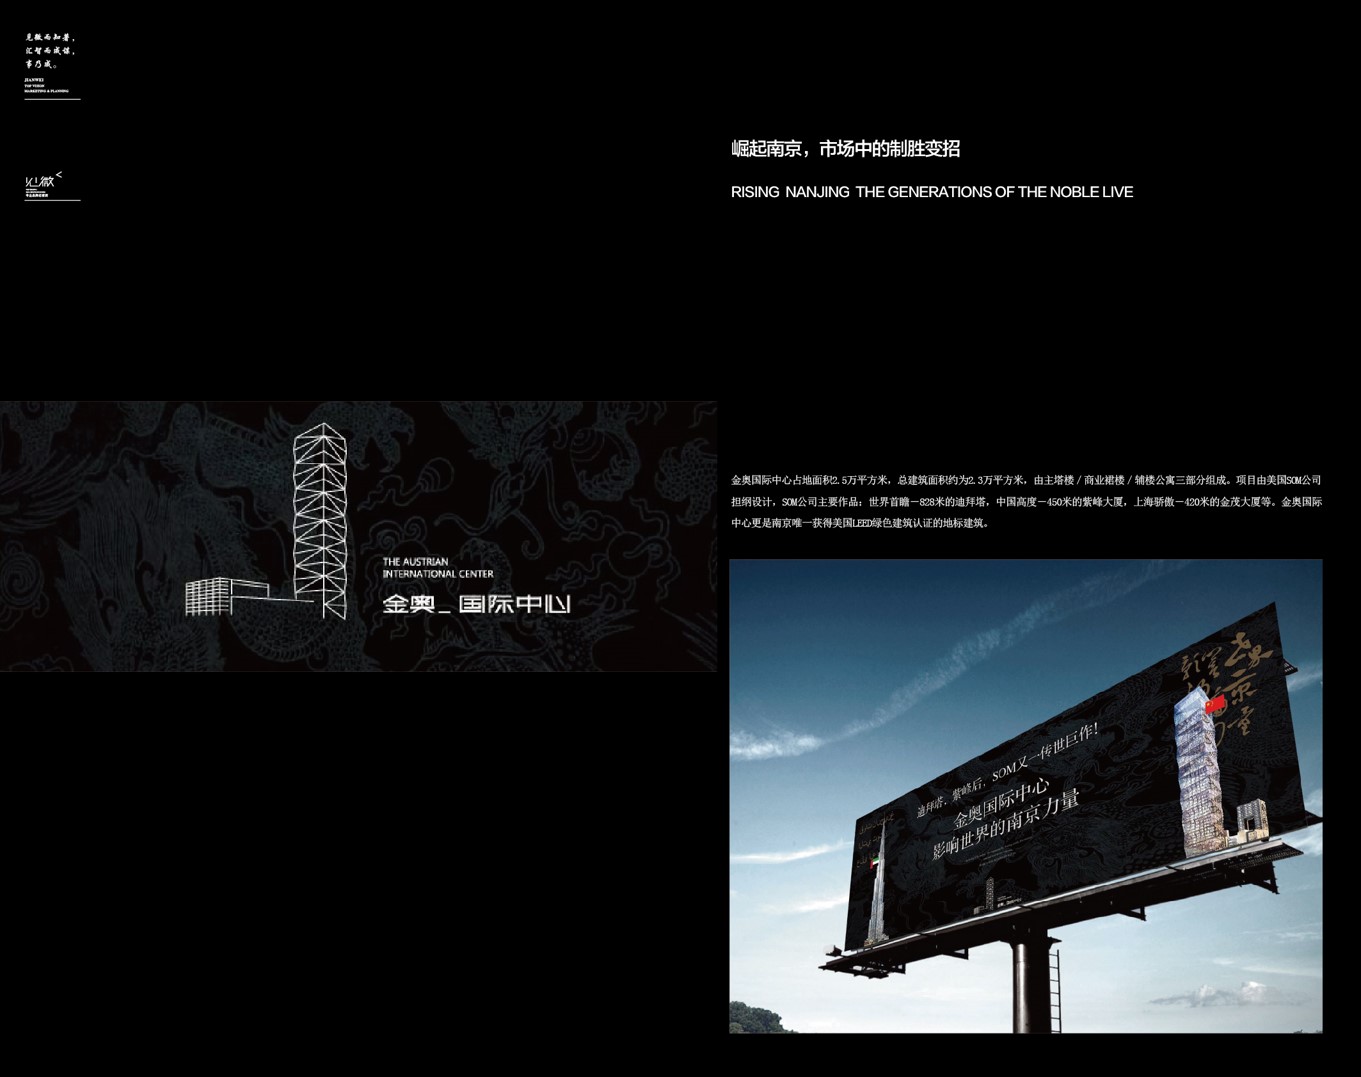 见微而知著，
汇智而成谋，
事乃成。
JIANWEI
TOP VISION
MARKETING & PLANNING
见微
崛起南京，市场中的制胜变招
RISING NANJING THE GENERATIONS OF THE NOBLE LIVE
THE AUSTRIAN
INTERNATIONAL CENTER
金奥_国际中心
金奥国际中心占地面积2.5万平方米，总建筑面积约为2.3万平方米，由主塔楼/商业裙楼/辅楼公寓三部分组成。项目由美国SOM公司
担纲设计，SOM公司主要作品：世界首瞻－828米的迪拜塔，中国高度－450米的紫峰大厦，上海骄傲－420米的金茂大厦等。金奥国际
中心更是南京唯一获得美国LEED绿色建筑认证的地标建筑。
迪拜塔，紫峰后，SOM又一传世巨作！
金奥国际中心
影响世界的南京力量